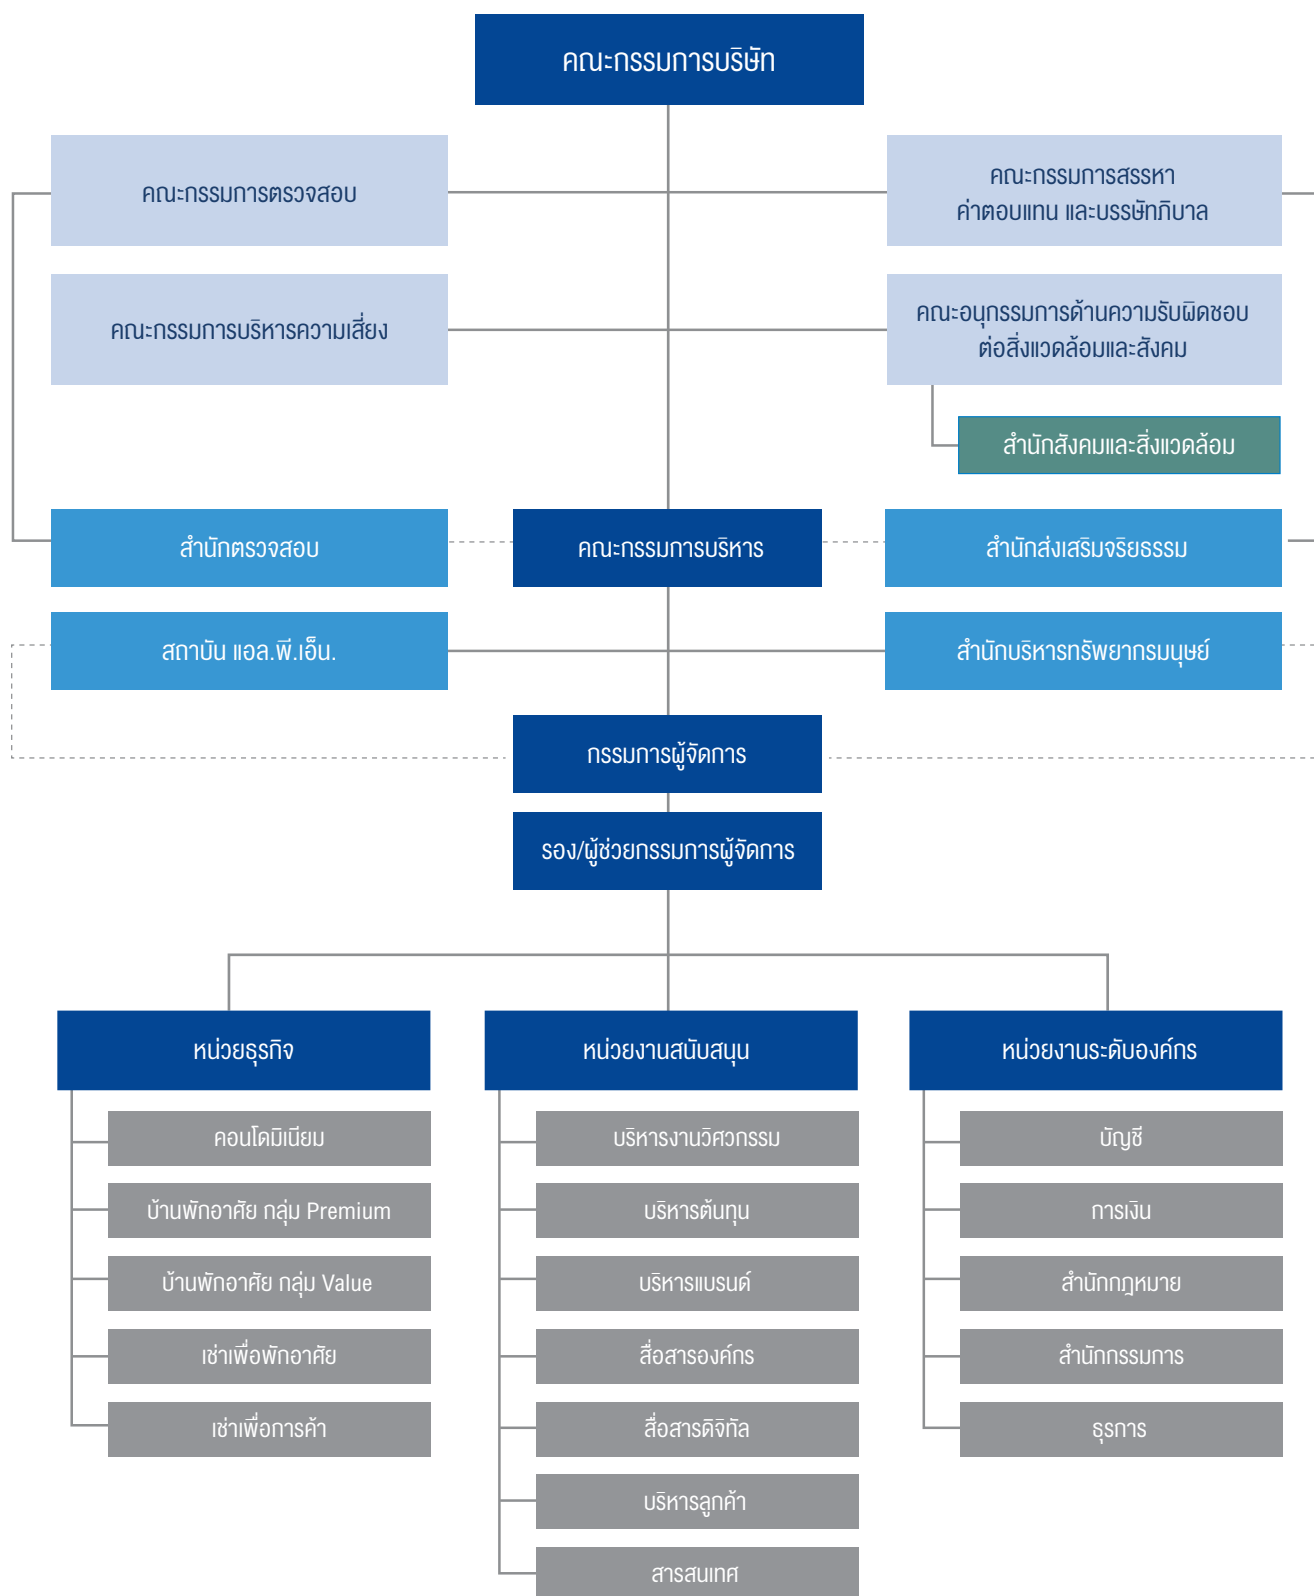 คณะกรรมการบริษัท
คณะกรรมการตรวจสอบ
คณะกรรมการสรรหา
ค่าตอบแทน และบรรษัทภิบาล
คณะกรรมการบริหารความเสี่ยง
คณะอนุกรรมการด้านความรับผิดชอบ
ต่อสิ่งแวดล้อมและสังคม
สำนักสังคมและสิ่งแวดล้อม
สำนักตรวจสอบ
คณะกรรมการบริหาร
สำนักส่งเสริมจริยธรรม
สถาบัน แอล.พี.เอ็น.
สำนักบริหารทรัพยากรมนุษย์
กรรมการผู้จัดการ
รอง/ผู้ช่วยกรรมการผู้จัดการ
หน่วยธุรกิจ
คอนโดมิเนียม
บ้านพักอาศัย กลุ่ม Premium
บ้านพักอาศัย กลุ่ม Value
เช่าเพื่อพักอาศัย
เช่าเพื่อการค้า
หน่วยงานสนับสนุน
บริหารงานวิศวกรรม
บริหารต้นทุน
บริหารแบรนด์
สื่อสารองค์กร
สื่อสารดิจิทัล
บริหารลูกค้า
สารสนเทศ
หน่วยงานระดับองค์กร
บัญชี
การเงิน
สำนักกฎหมาย
สำนักกรรมการ
ธุรการ